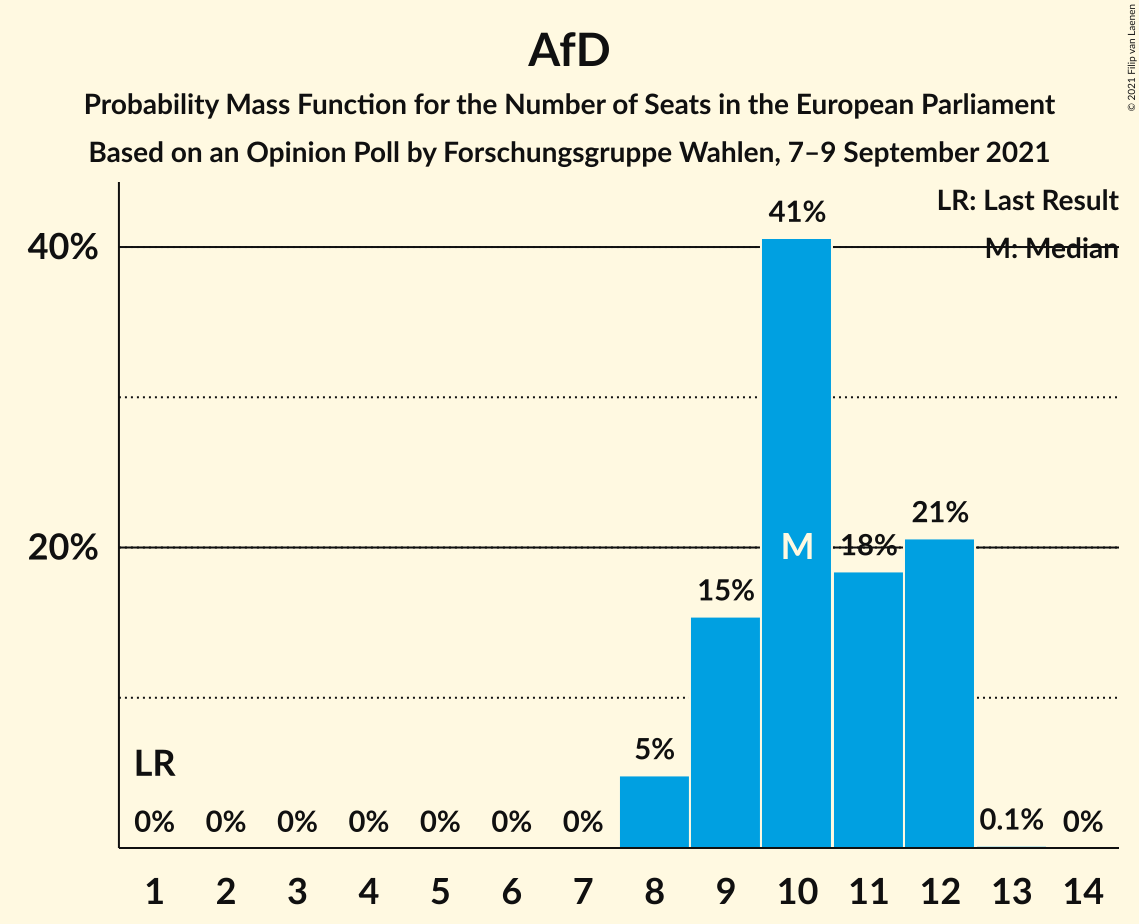 AfD
Probability Mass Function for the Number of Seats in the European Parliament
Based on an Opinion Poll by Forschungsgruppe Wahlen, 7–9 September 2021
© 2021 Filip van Laenen
LR: Last Result
M: Median
41%
40%
21%
20%
M
18%
15%
5%
LR
0% 0% 0% 0% 0% 0% 0% 0.1% 0%
1 2 3 4 5 6 7 8 9 10 11 12 13 14